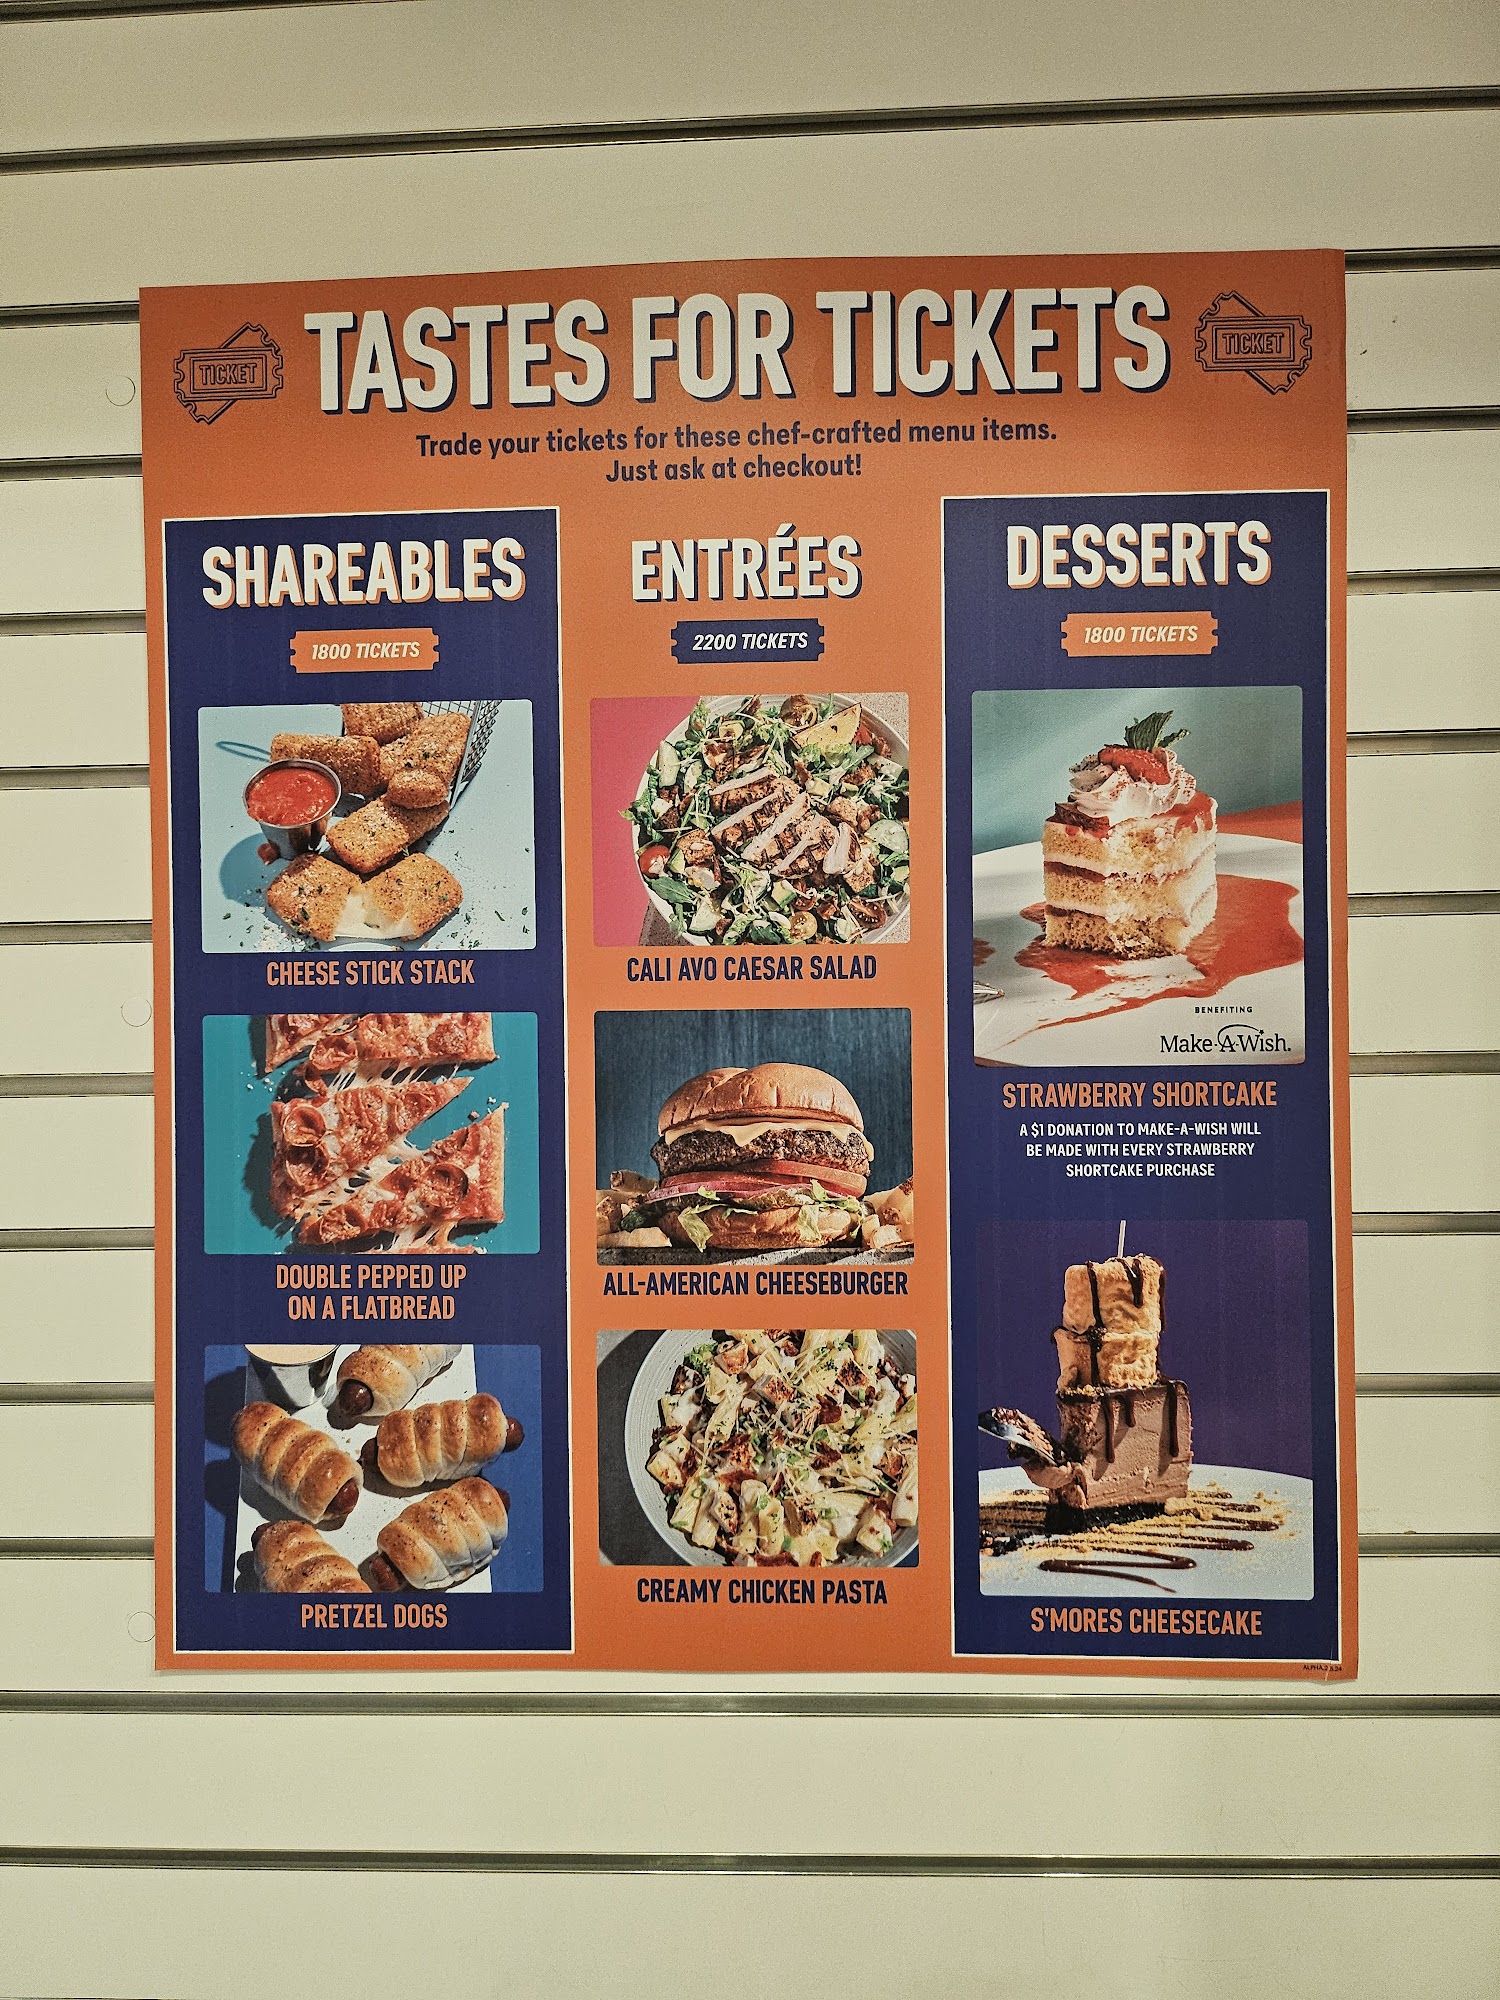 TICKET
TASTES FOR TICKETS
TICKET
Trade your tickets for these chef-crafted menu items.
Just ask at checkout!
SHAREABLES
1800 TICKETS
CHEESE STICK STACK
DOUBLE PEPPED UP
ON A FLATBREAD
PRETZEL DOGS
ENTRÉES
2200 TICKETS
CALI AVO CAESAR SALAD
ALL-AMERICAN CHEESEBURGER
CREAMY CHICKEN PASTA
DESSERTS
1800 TICKETS
BENEFITING
Make-A-Wish.
STRAWBERRY SHORTCAKE
A $1 DONATION TO MAKE-A-WISH WILL
BE MADE WITH EVERY STRAWBERRY
SHORTCAKE PURCHASE
S'MORES CHEESECAKE